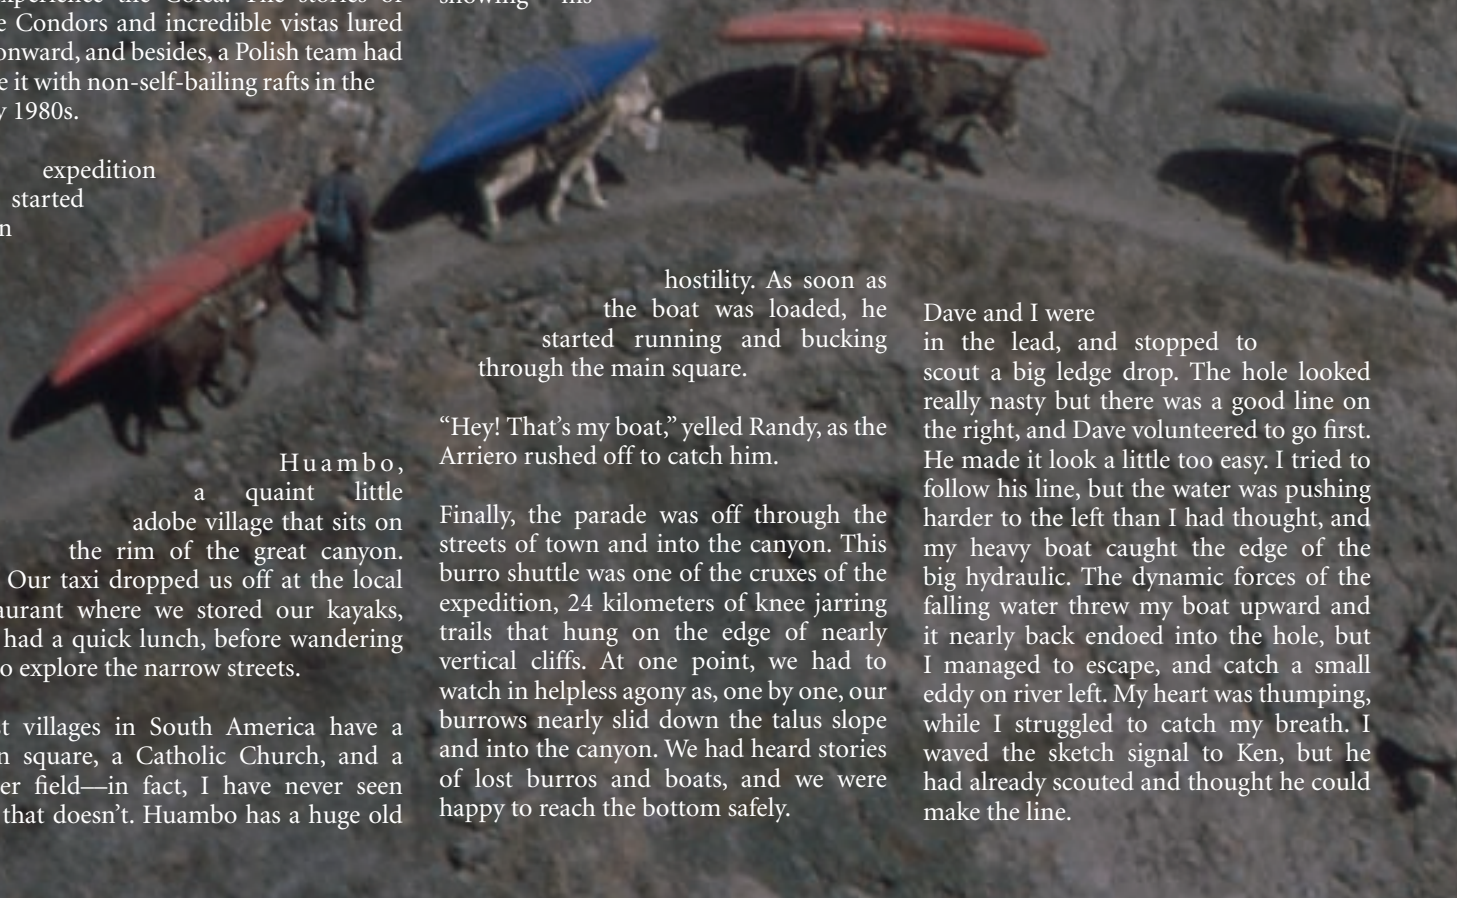 Condors and incredible vistas lured
onward, and besides, a Polish team had
it with non-self-bailing rafts in the
1980s.
expedition
started
Huambo,
a quaint little
adobe village that sits on
the rim of the great canyon.
Our taxi dropped us off at the local
where we stored our kayaks,
had a quick lunch, before wandering
explore the narrow streets.
villages in South America have a
square, a Catholic Church, and a
field—in fact, I have never seen
that doesn’t. Huambo has a huge old
hostility. As soon as
the boat was loaded, he
started running and bucking
through the main square.
“Hey! That’s my boat,” yelled Randy, as the
Arriero rushed off to catch him.
Finally, the parade was off through the
streets of town and into the canyon. This
burro shuttle was one of the cruxes of the
expedition, 24 kilometers of knee jarring
trails that hung on the edge of nearly
vertical cliffs. At one point, we had to
watch in helpless agony as, one by one, our
burrows nearly slid down the talus slope
and into the canyon. We had heard stories
of lost burros and boats, and we were
happy to reach the bottom safely.
Dave and I were
in the lead, and stopped to
scout a big ledge drop. The hole looked
really nasty but there was a good line on
the right, and Dave volunteered to go first.
He made it look a little too easy. I tried to
follow his line, but the water was pushing
harder to the left than I had thought, and
my heavy boat caught the edge of the
big hydraulic. The dynamic forces of the
falling water threw my boat upward and
it nearly back endoed into the hole, but
I managed to escape, and catch a small
eddy on river left. My heart was thumping,
while I struggled to catch my breath. I
waved the sketch signal to Ken, but he
had already scouted and thought he could
make the line.